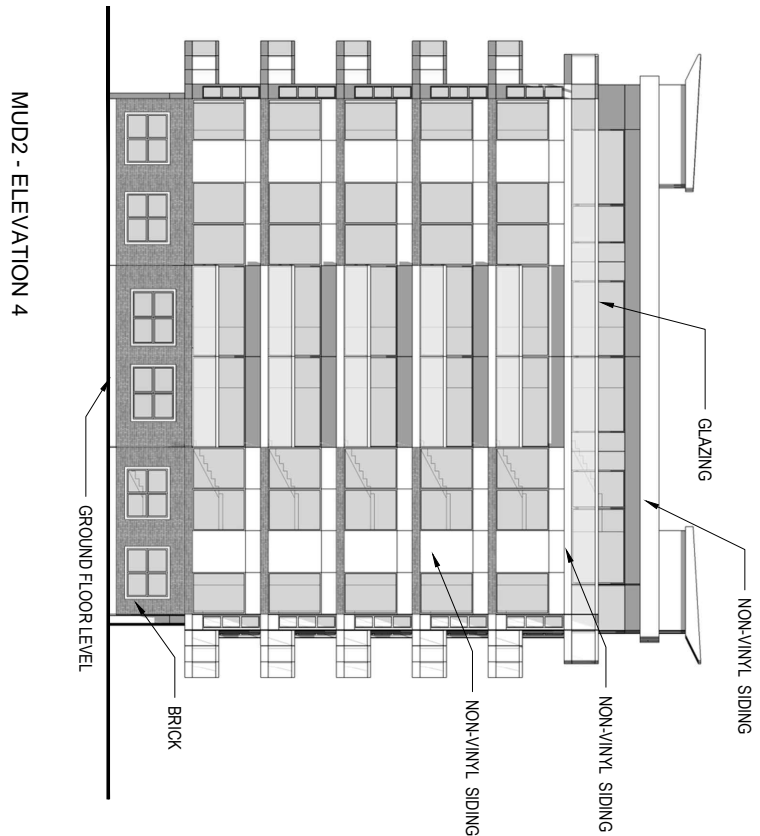 NON-VINYL SIDING
GLAZING
NON-VINYL SIDING
NON-VINYL SIDING
BRICK
GROUND FLOOR LEVEL
MUD2 - ELEVATION 4